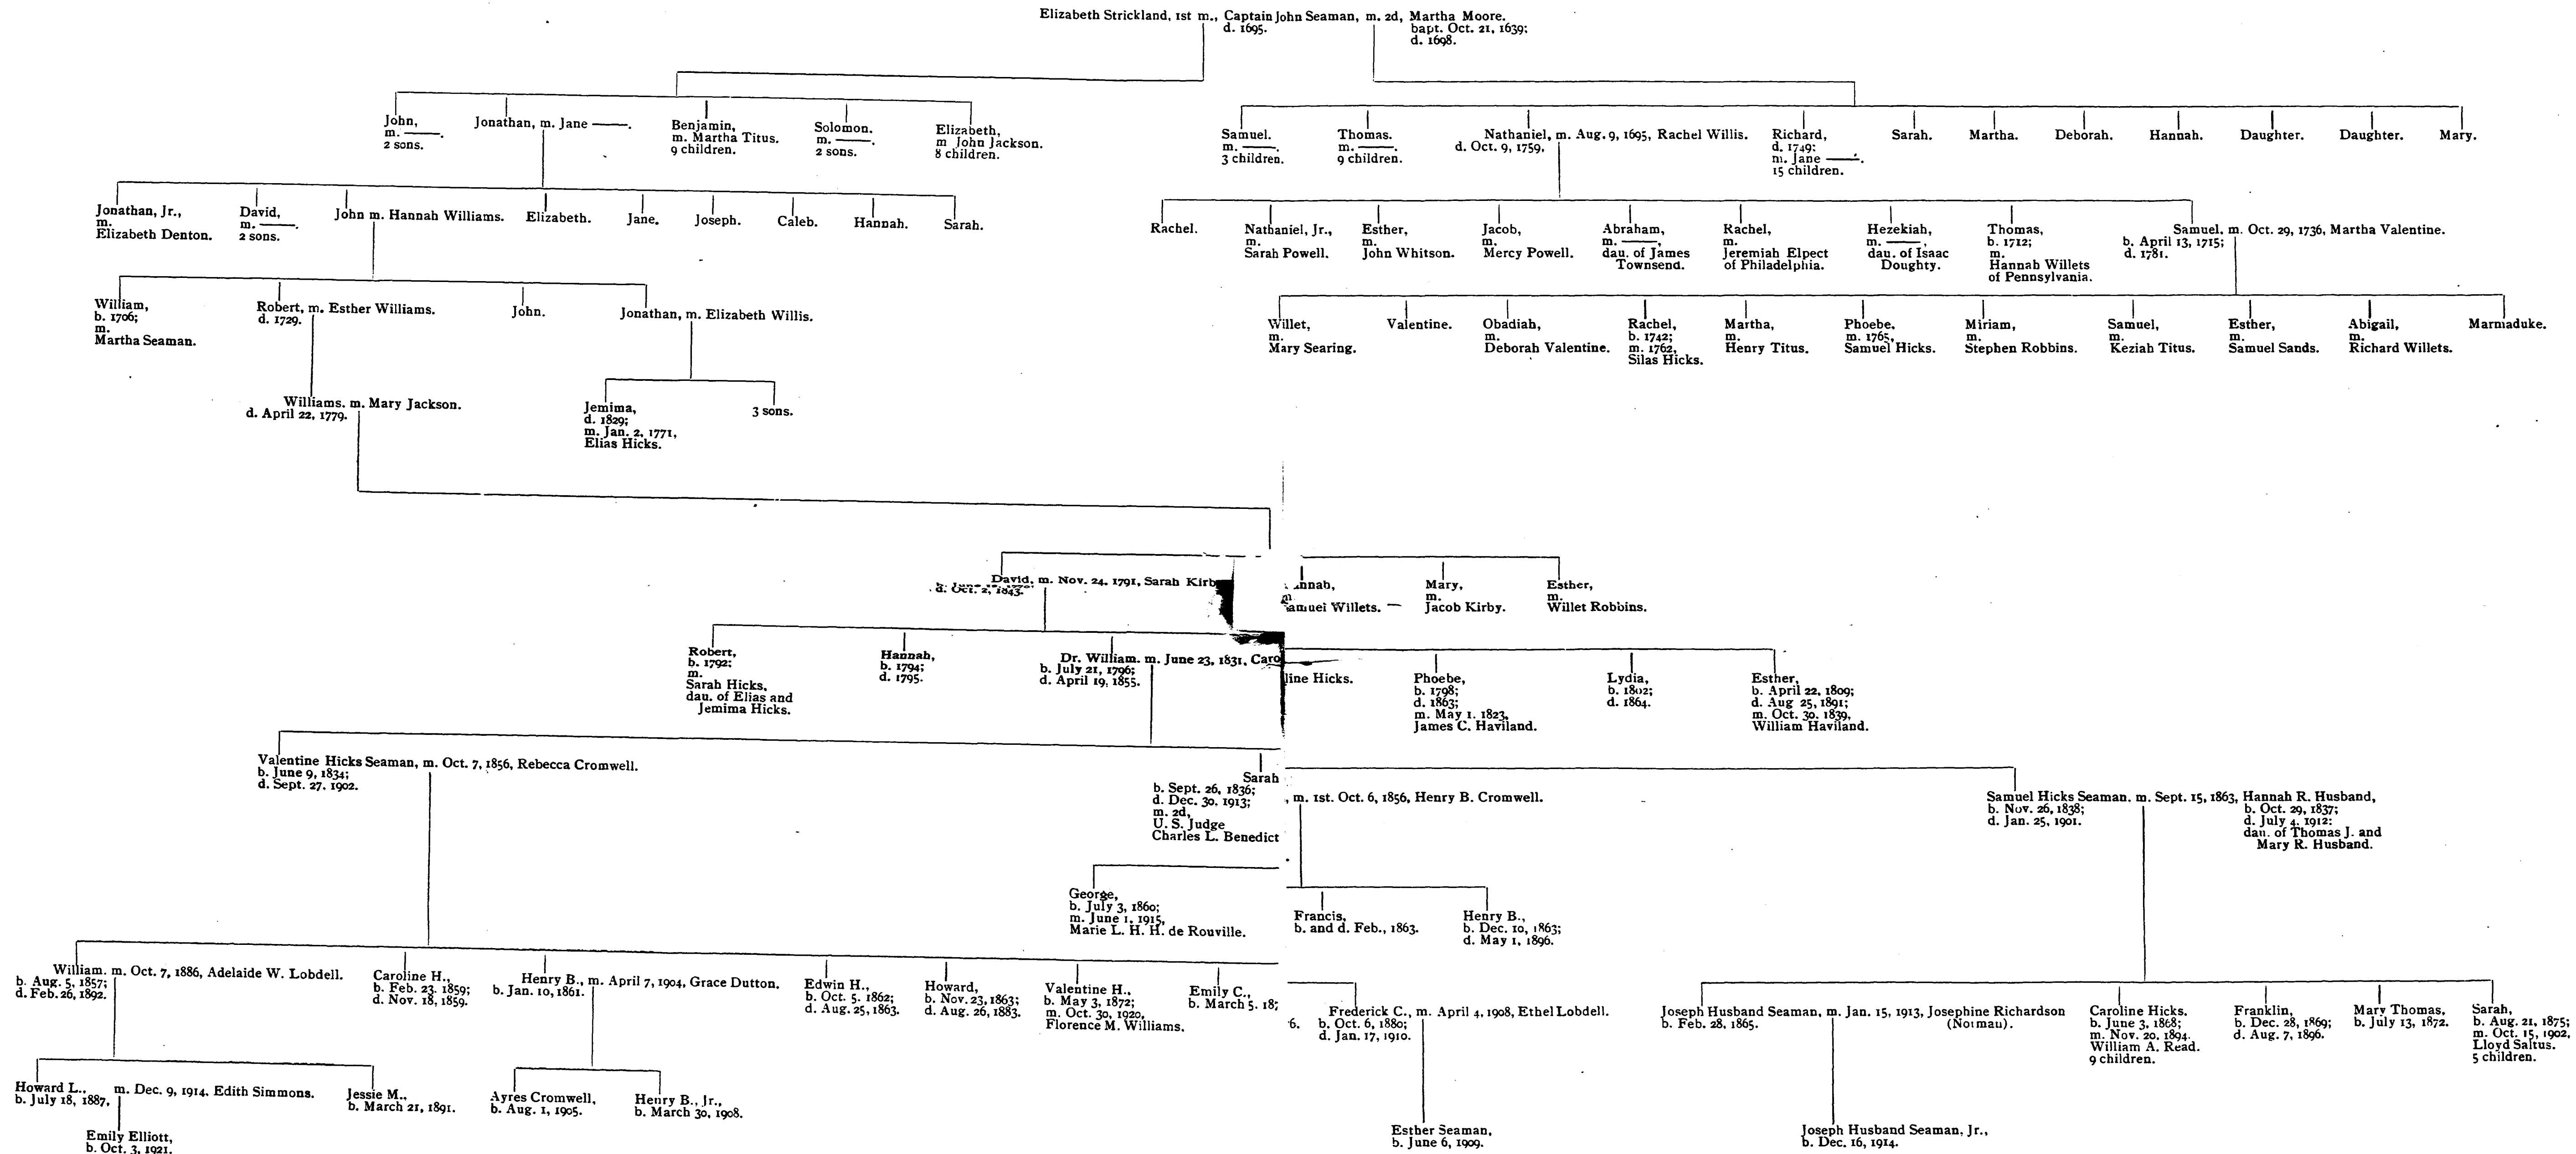 Elizabeth Strickland, 1st m., Captain John Seaman, m. 2d, Martha Moore.
d. 1695.
bapt. Oct. 21, 1639;
d. 1698.
John,
m. ——.
2 sons.
Jonathan, m. Jane ——.
Benjamin,
m. Martha Titus.
9 children.
Solomon.
m. ——.
2 sons.
Elizabeth,
m John Jackson.
8 children.
Samuel.
m. ——.
3 children.
Thomas.
m. ——.
9 children.
Nathaniel, m. Aug. 9, 1695, Rachel Willis.
d. Oct. 9, 1759,
Richard,
d. 1749;
m. Jane ——.
15 children.
Sarah.
Martha.
Deborah.
Hannah.
Daughter.
Daughter.
Mary.
Jonathan, Jr.,
m.
Elizabeth Denton.
David,
m. ——.
2 sons.
John m. Hannah Williams.
Elizabeth.
Jane.
Joseph.
Caleb.
Hannah.
Sarah.
Rachel.
Nathaniel, Jr.,
m.
Sarah Powell.
Esther,
m.
John Whitson.
Jacob,
m.
Mercy Powell.
Abraham,
m. ——,
dau. of James
Townsend.
Rachel,
m.
Jeremiah Elpect
of Philadelphia.
Hezekiah,
m. ——,
dau. of Isaac
Doughty.
Thomas,
b. 1712;
m.
Hannah Willets
of Pennsylvania.
Samuel, m. Oct. 29, 1736, Martha Valentine.
b. April 13, 1715;
d. 1781.
William,
b. 1706;
m.
Martha Seaman.
Robert, m. Esther Williams.
d. 1729.
John.
Jonathan, m. Elizabeth Willis.
Willet,
m.
Mary Searing.
Valentine.
Obadiah,
m.
Deborah Valentine.
Rachel,
b. 1742;
m. 1762,
Silas Hicks.
Martha,
m.
Henry Titus.
Phoebe,
m. 1765,
Samuel Hicks.
Miriam,
m.
Stephen Robbins.
Samuel,
m.
Keziah Titus.
Esther,
m.
Samuel Sands.
Abigail,
m.
Richard Willets.
Marmaduke.
Williams, m. Mary Jackson.
d. April 22, 1779.
Jemima,
d. 1829;
m. Jan. 2, 1771,
Elias Hicks.
3 sons.
David, m. Nov. 24, 1791, Sarah Kirb
d. Oct. 2, 1843.
nnah,
m
amuel Willets. —
Mary,
m.
Jacob Kirby.
Esther,
m.
Willet Robbins.
Robert,
b. 1792;
m.
Sarah Hicks,
dau. of Elias and
Jemima Hicks.
Hannah,
b. 1794;
d. 1795.
Dr. William, m. June 23, 1831, Caro
line Hicks.
b. July 21, 1796;
d. April 19, 1855.
Phoebe,
b. 1798;
d. 1863;
m. May 1, 1823,
James C. Haviland.
Lydia,
b. 1802;
d. 1864.
Esther,
b. April 22, 1809;
d. Aug 25, 1891;
m. Oct. 30, 1839,
William Haviland.
Valentine Hicks Seaman, m. Oct. 7, 1856, Rebecca Cromwell.
b. June 9, 1834;
d. Sept. 27, 1902.
Sarah
, m. 1st. Oct. 6, 1856, Henry B. Cromwell.
b. Sept. 26, 1836;
d. Dec. 30, 1913;
m. 2d,
U. S. Judge
Charles L. Benedict
Samuel Hicks Seaman, m. Sept. 15, 1863, Hannah R. Husband,
b. Nov. 26, 1838;
d. Jan. 25, 1901.
b. Oct. 29, 1837;
d. July 4, 1912;
dau. of Thomas J. and
Mary R. Husband.
George,
b. July 3, 1860;
m. June 1, 1915,
Marie L. H. H. de Rouville.
Francis,
b. and d. Feb., 1863.
Henry B.,
b. Dec. 10, 1863;
d. May 1, 1896.
William, m. Oct. 7, 1886, Adelaide W. Lobdell.
b. Aug. 5, 1857;
d. Feb. 26, 1892.
Caroline H.,
b. Feb. 23, 1859;
d. Nov. 18, 1859.
Henry B., m. April 7, 1904, Grace Dutton.
b. Jan. 10, 1861.
Edwin H.,
b. Oct. 5, 1862;
d. Aug. 25, 1863.
Howard,
b. Nov. 23, 1863;
d. Aug. 26, 1883.
Valentine H.,
b. May 3, 1872;
m. Oct. 30, 1920,
Florence M. Williams.
Emily C.,
b. March 5, 187
6.
Frederick C., m. April 4, 1908, Ethel Lobdell.
b. Oct. 6, 1880;
d. Jan. 17, 1910.
Joseph Husband Seaman, m. Jan. 15, 1913, Josephine Richardson
b. Feb. 28, 1865.
(Norman).
Caroline Hicks.
b. June 3, 1868;
m. Nov. 20, 1894,
William A. Read.
9 children.
Franklin,
b. Dec. 28, 1869;
d. Aug. 7, 1896.
Mary Thomas,
b. July 13, 1872.
Sarah,
b. Aug. 21, 1875;
m. Oct. 15, 1902,
Lloyd Saltus.
5 children.
Howard L., m. Dec. 9, 1914, Edith Simmons.
b. July 18, 1887,
Jessie M.,
b. March 21, 1891.
Ayres Cromwell,
b. Aug. 1, 1905.
Henry B., Jr.,
b. March 30, 1908.
Emily Elliott,
b. Oct. 3, 1921.
Esther Seaman,
b. June 6, 1909.
Joseph Husband Seaman, Jr.,
b. Dec. 16, 1914.